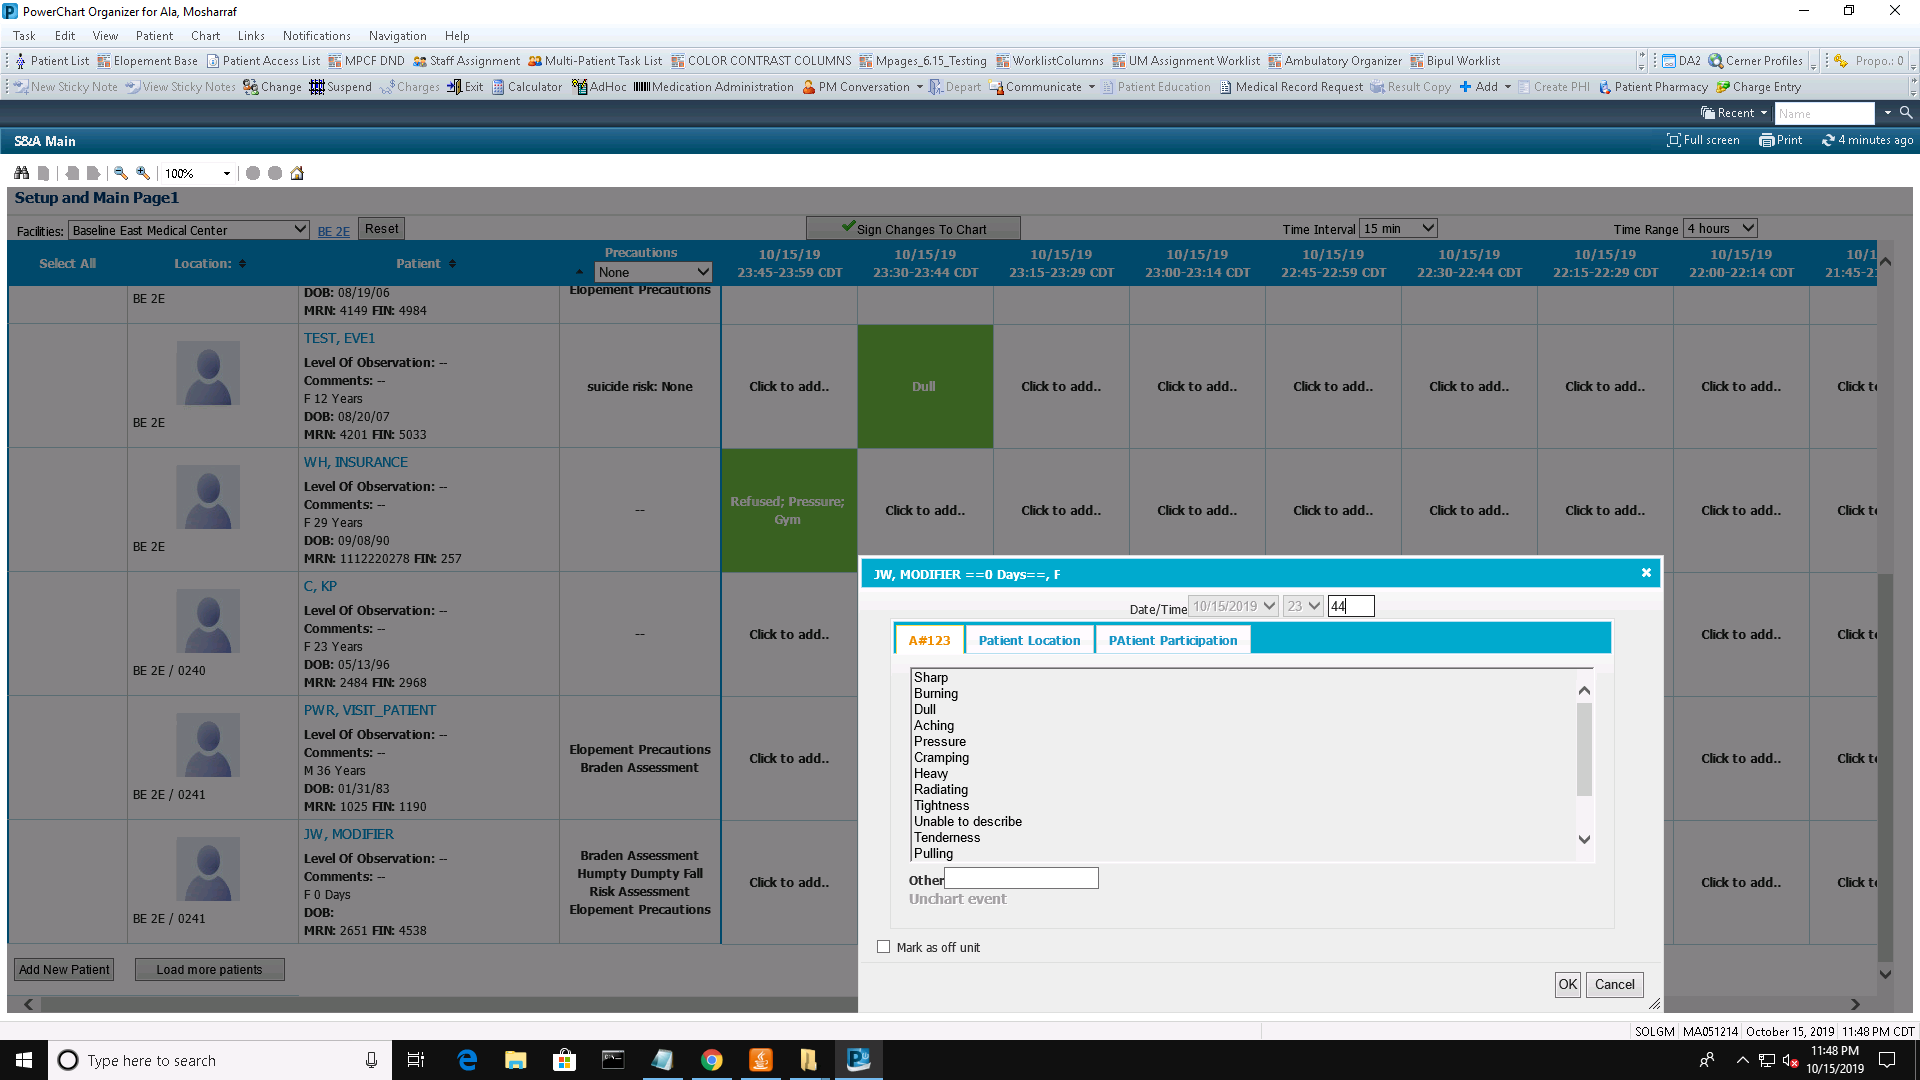 PowerChart Organizer for Ala, Mosharraf
Task Edit View Patient Chart Links Notifications Navigation Help
Patient List Elopement Base Patient Access List MPCF DND Staff Assignment Multi-Patient Task List COLOR CONTRAST COLUMNS Mpages_6.15_Testing WorklistColumns UM Assignment Worklist Ambulatory Organizer Bipul Worklist DA2 Cerner Profiles Propo.: 0
New Sticky Note View Sticky Notes Change Suspend Charges Exit Calculator AdHoc Medication Administration PM Conversation Depart Communicate Patient Education Medical Record Request Result Copy Add Create PHI Patient Pharmacy Charge Entry
Recent Name
S&A Main Full screen Print 4 minutes ago
100%
Setup and Main Page1
Facilities: Baseline East Medical Center BE 2E Reset Sign Changes To Chart Time Interval 15 min Time Range 4 hours
Select All Location: Patient Precautions None
10/15/19 10/15/19 10/15/19 10/15/19 10/15/19 10/15/19 10/15/19 10/15/19 10/1
23:45-23:59 CDT 23:30-23:44 CDT 23:15-23:29 CDT 23:00-23:14 CDT 22:45-22:59 CDT 22:30-22:44 CDT 22:15-22:29 CDT 22:00-22:14 CDT 21:45-2
BE 2E
DOB: 08/19/06
MRN: 4149 FIN: 4984
Elopement Precautions
TEST, EVE1
Level Of Observation: --
Comments: --
F 12 Years
DOB: 08/20/07
MRN: 4201 FIN: 5033
BE 2E
suicide risk: None
Click to add.. Dull Click to add.. Click to add.. Click to add.. Click to add.. Click to add.. Click to add.. Click t
WH, INSURANCE
Level Of Observation: --
Comments: --
F 29 Years
DOB: 09/08/90
MRN: 1112220278 FIN: 257
BE 2E
--
Refused; Pressure;
Gym
Click to add.. Click to add.. Click to add.. Click to add.. Click to add.. Click to add.. Click to add.. Click t
C, KP
Level Of Observation: --
Comments: --
F 23 Years
DOB: 05/13/96
MRN: 2484 FIN: 2968
BE 2E / 0240
--
Click to add.. Click to add.. Click t
PWR, VISIT_PATIENT
Level Of Observation: --
Comments: --
M 36 Years
DOB: 01/31/83
MRN: 1025 FIN: 1190
BE 2E / 0241
Elopement Precautions
Braden Assessment
Click to add.. Click to add.. Click t
JW, MODIFIER
Level Of Observation: --
Comments: --
F 0 Days
DOB:
MRN: 2651 FIN: 4538
BE 2E / 0241
Braden Assessment
Humpty Dumpty Fall
Risk Assessment
Elopement Precautions
Click to add.. Click to add.. Click t
Add New Patient Load more patients
JW, MODIFIER ==0 Days==, F
Date/Time 10/15/2019 23 44
A#123 Patient Location PAtient Participation
Sharp
Burning
Dull
Aching
Pressure
Cramping
Heavy
Radiating
Tightness
Unable to describe
Tenderness
Pulling
Other
Unchart event
Mark as off unit
OK Cancel
SOLGM MA051214 October 15, 2019 11:48 PM CDT
Type here to search
11:48 PM
10/15/2019